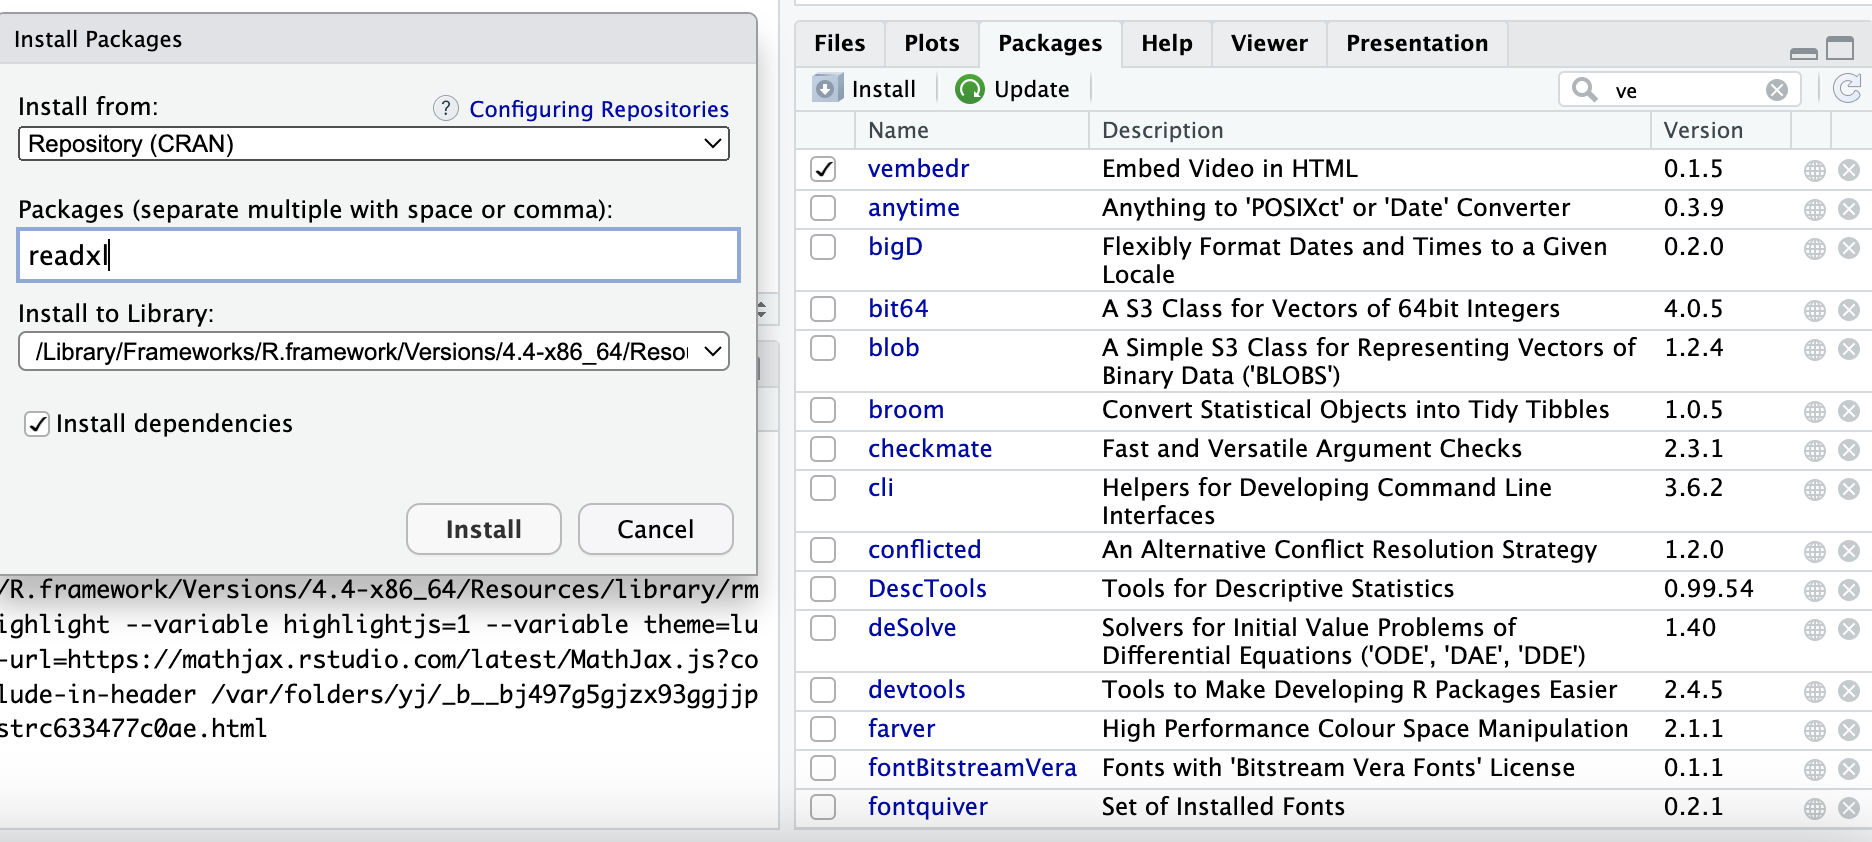 Install Packages
Install from:
? Configuring Repositories
Repository (CRAN)
Packages (separate multiple with space or comma):
readxl
Install to Library:
/Library/Frameworks/R.framework/Versions/4.4-x86_64/Resou
Install dependencies
Install
Cancel
/R.framework/Versions/4.4-x86_64/Resources/library/rm
ighlight --variable highlightjs=1 --variable theme=lu
-url=https://mathjax.rstudio.com/latest/MathJax.js?co
lude-in-header /var/folders/yj/_b__bj497g5gjzx93ggjjp
strc633477c0ae.html
Files Plots Packages Help Viewer Presentation
Install Update ve
Name Description Version
vembedr Embed Video in HTML 0.1.5
anytime Anything to 'POSIXct' or 'Date' Converter 0.3.9
bigD Flexibly Format Dates and Times to a Given 0.2.0
Locale
bit64 A S3 Class for Vectors of 64bit Integers 4.0.5
blob A Simple S3 Class for Representing Vectors of 1.2.4
Binary Data ('BLOBS')
broom Convert Statistical Objects into Tidy Tibbles 1.0.5
checkmate Fast and Versatile Argument Checks 2.3.1
cli Helpers for Developing Command Line 3.6.2
Interfaces
conflicted An Alternative Conflict Resolution Strategy 1.2.0
DescTools Tools for Descriptive Statistics 0.99.54
deSolve Solvers for Initial Value Problems of 1.40
Differential Equations ('ODE', 'DAE', 'DDE')
devtools Tools to Make Developing R Packages Easier 2.4.5
farver High Performance Colour Space Manipulation 2.1.1
fontBitstreamVera Fonts with 'Bitstream Vera Fonts' License 0.1.1
fontquiver Set of Installed Fonts 0.2.1